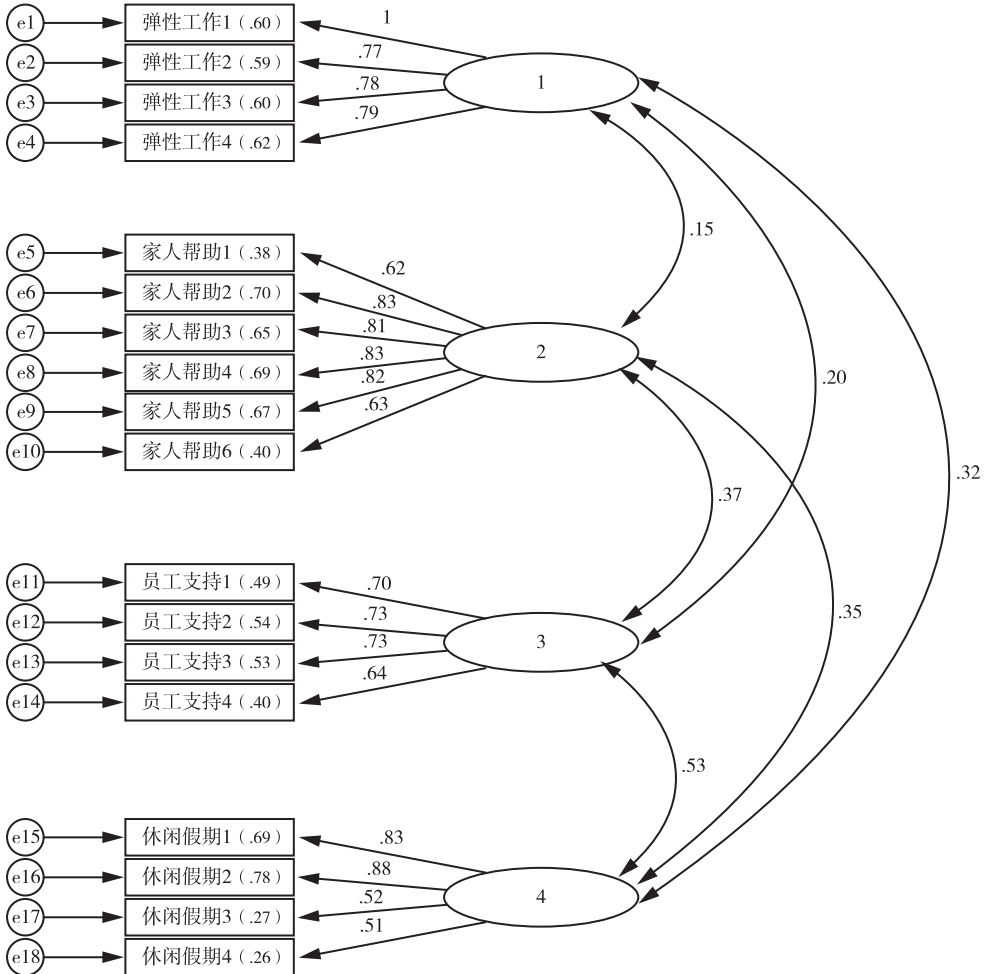 e1 弹性工作1（.60） 1
e2 弹性工作2（.59） .77
e3 弹性工作3（.60） .78
e4 弹性工作4（.62） .79
1
.15
e5 家人帮助1（.38） .62
e6 家人帮助2（.70） .83
e7 家人帮助3（.65） .81
e8 家人帮助4（.69） .83
e9 家人帮助5（.67） .82
e10 家人帮助6（.40） .63
2
.20
.32
.37
e11 员工支持1（.49） .70
e12 员工支持2（.54） .73
e13 员工支持3（.53） .73
e14 员工支持4（.40） .64
3
.35
.53
e15 休闲假期1（.69） .83
e16 休闲假期2（.78） .88
e17 休闲假期3（.27） .52
e18 休闲假期4（.26） .51
4